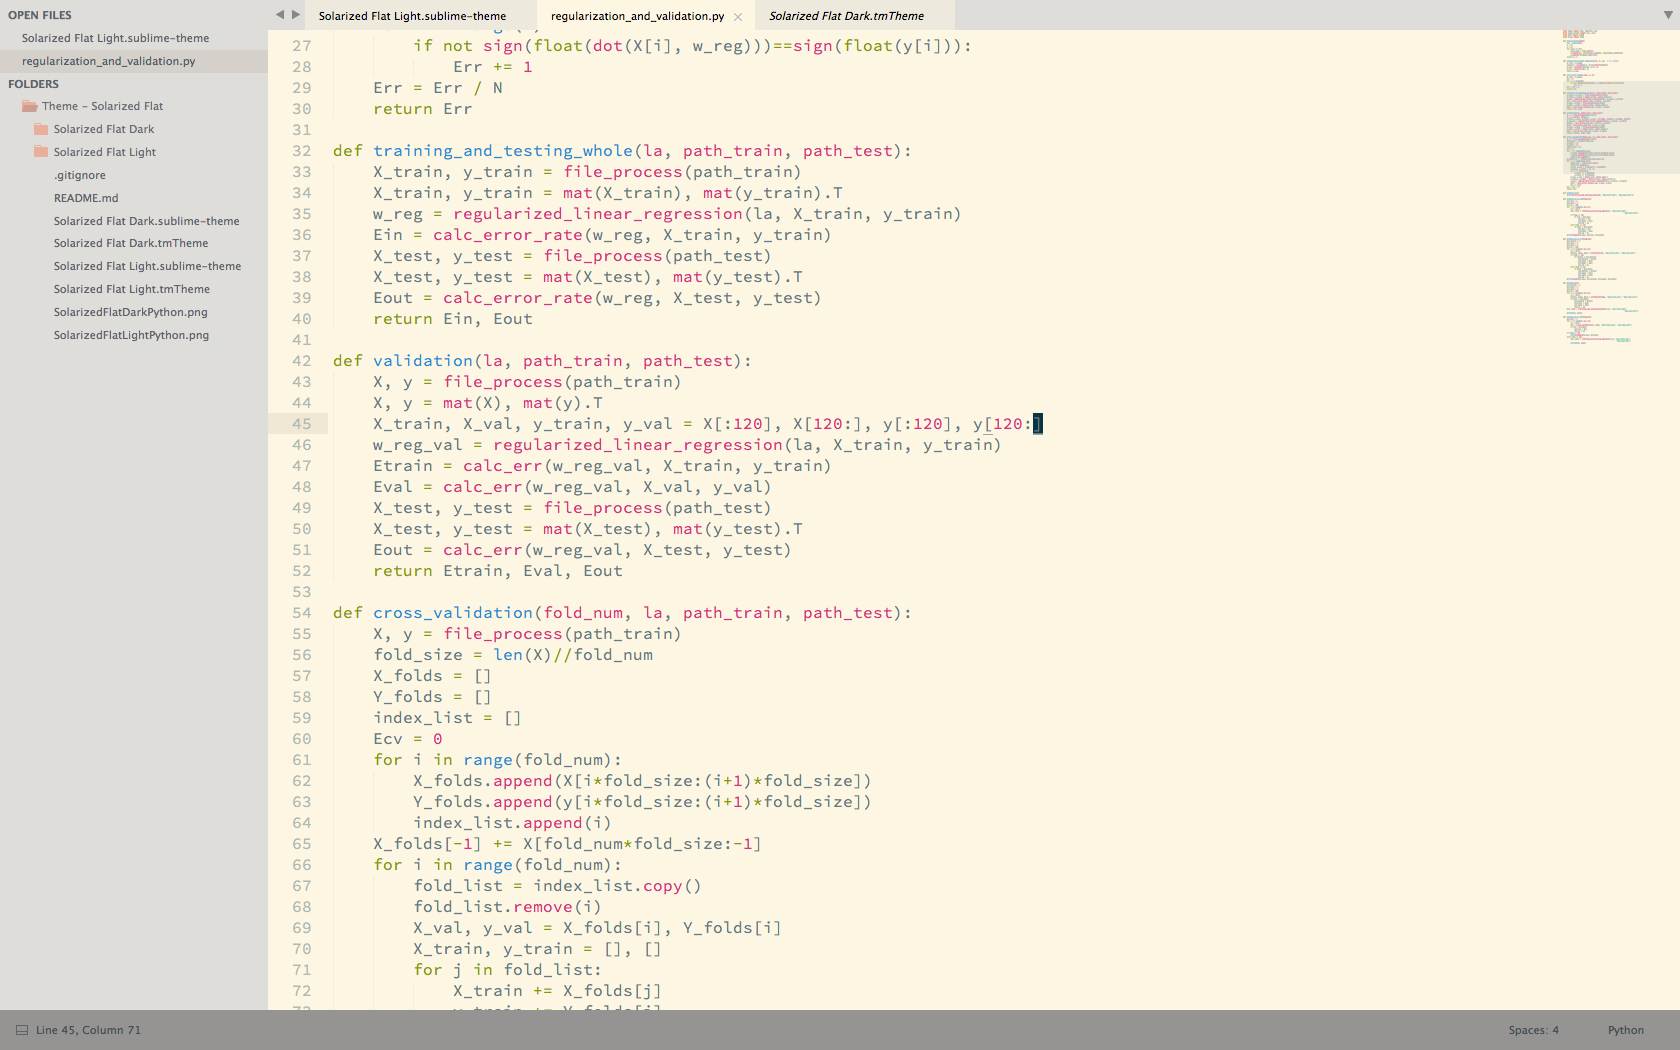 OPEN FILES
Solarized Flat Light.sublime-theme
regularization_and_validation.py
FOLDERS
Theme - Solarized Flat
Solarized Flat Dark
Solarized Flat Light
.gitignore
README.md
Solarized Flat Dark.sublime-theme
Solarized Flat Dark.tmTheme
Solarized Flat Light.sublime-theme
Solarized Flat Light.tmTheme
SolarizedFlatDarkPython.png
SolarizedFlatLightPython.png
Solarized Flat Light.sublime-theme
regularization_and_validation.py
Solarized Flat Dark.tmTheme
27 if not sign(float(dot(X[i], w_reg)))==sign(float(y[i])):
28 Err += 1
29 Err = Err / N
30 return Err
31
32 def training_and_testing_whole(la, path_train, path_test):
33 X_train, y_train = file_process(path_train)
34 X_train, y_train = mat(X_train), mat(y_train).T
35 w_reg = regularized_linear_regression(la, X_train, y_train)
36 Ein = calc_error_rate(w_reg, X_train, y_train)
37 X_test, y_test = file_process(path_test)
38 X_test, y_test = mat(X_test), mat(y_test).T
39 Eout = calc_error_rate(w_reg, X_test, y_test)
40 return Ein, Eout
41
42 def validation(la, path_train, path_test):
43 X, y = file_process(path_train)
44 X, y = mat(X), mat(y).T
45 X_train, X_val, y_train, y_val = X[:120], X[120:], y[:120], y[120:]
46 w_reg_val = regularized_linear_regression(la, X_train, y_train)
47 Etrain = calc_err(w_reg_val, X_train, y_train)
48 Eval = calc_err(w_reg_val, X_val, y_val)
49 X_test, y_test = file_process(path_test)
50 X_test, y_test = mat(X_test), mat(y_test).T
51 Eout = calc_err(w_reg_val, X_test, y_test)
52 return Etrain, Eval, Eout
53
54 def cross_validation(fold_num, la, path_train, path_test):
55 X, y = file_process(path_train)
56 fold_size = len(X)//fold_num
57 X_folds = []
58 Y_folds = []
59 index_list = []
60 Ecv = 0
61 for i in range(fold_num):
62 X_folds.append(X[i*fold_size:(i+1)*fold_size])
63 Y_folds.append(y[i*fold_size:(i+1)*fold_size])
64 index_list.append(i)
65 X_folds[-1] += X[fold_num*fold_size:-1]
66 for i in range(fold_num):
67 fold_list = index_list.copy()
68 fold_list.remove(i)
69 X_val, y_val = X_folds[i], Y_folds[i]
70 X_train, y_train = [], []
71 for j in fold_list:
72 X_train += X_folds[j]
Line 45, Column 71
Spaces: 4
Python